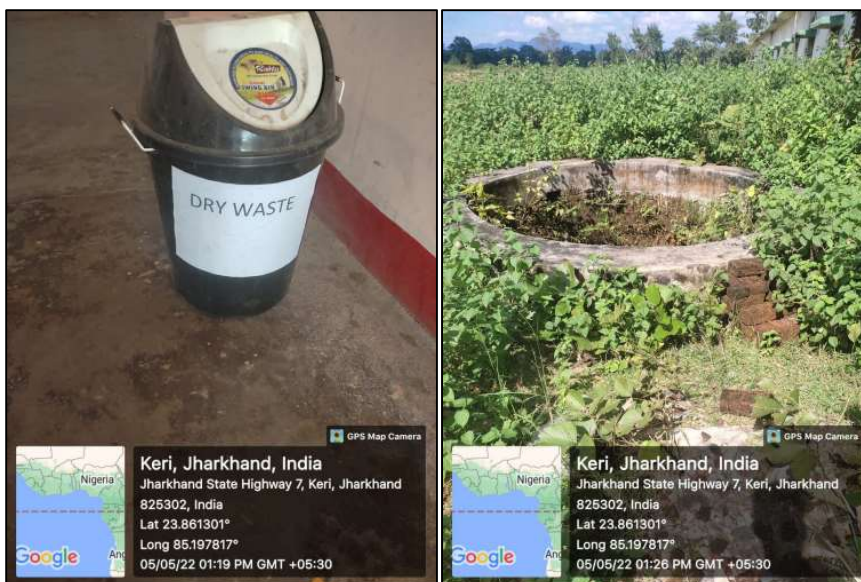 DRY WASTE
GPS Map Camera
Nigeria
Google
Keri, Jharkhand, India
Jharkhand State Highway 7, Keri, Jharkhand
825302, India
Lat 23.861301°
Long 85.197817°
05/05/22 01:19 PM GMT +05:30
GPS Map Camera
Nigeria
Google
Keri, Jharkhand, India
Jharkhand State Highway 7, Keri, Jharkhand
825302, India
Lat 23.861301°
Long 85.197817°
05/05/22 01:26 PM GMT +05:30